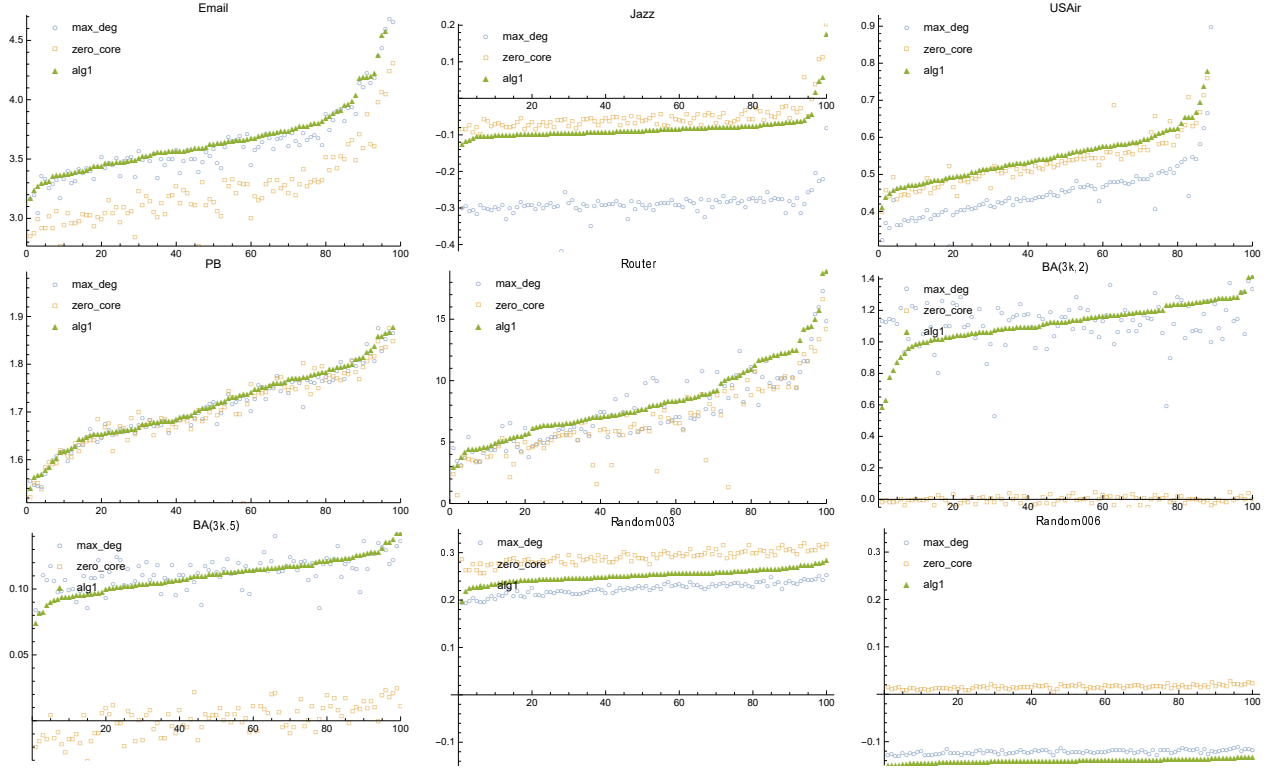 Email
max_deg
zero_core
alg1
4.5
4.0
3.5
3.0
0 20 40 60 80 100
Jazz
max_deg
zero_core
alg1
0.2
0.1
20 40 60 80 100
−0.1
−0.2
−0.3
−0.4
USAir
max_deg
zero_core
alg1
0.9
0.8
0.7
0.6
0.5
0.4
0 20 40 60 80 100
PB
max_deg
zero_core
alg1
1.9
1.8
1.7
1.6
0 20 40 60 80 100
Router
max_deg
zero_core
alg1
15
10
5
0
0 20 40 60 80 100
BA(3k,2)
max_deg
zero_core
alg1
1.4
1.2
1.0
0.8
0.6
0.4
0.2
0.0
0 20 40 60 80 100
BA(3k,5)
max_deg
zero_core
alg1
0.10
0.05
20 40 60 80 100
Random003
max_deg
zero_core
alg1
0.3
0.2
0.1
20 40 60 80 100
−0.1
Random006
max_deg
zero_core
alg1
0.3
0.2
0.1
20 40 60 80 100
−0.1